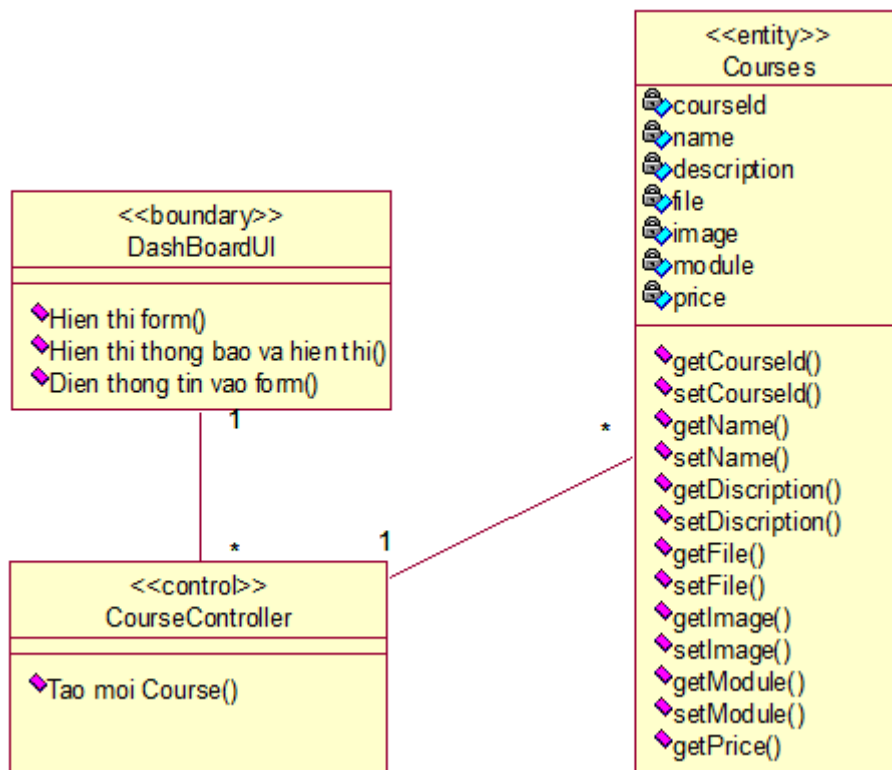 <<entity>>
Courses
courseId
name
description
file
image
module
price
getCourseId()
setCourseId()
getName()
setName()
getDiscription()
setDiscription()
getFile()
setFile()
getImage()
setImage()
getModule()
setModule()
getPrice()
<<boundary>>
DashBoardUI
Hien thi form()
Hien thi thong bao va hien thi()
Dien thong tin vao form()
1
*
1
*
<<control>>
CourseController
Tao moi Course()